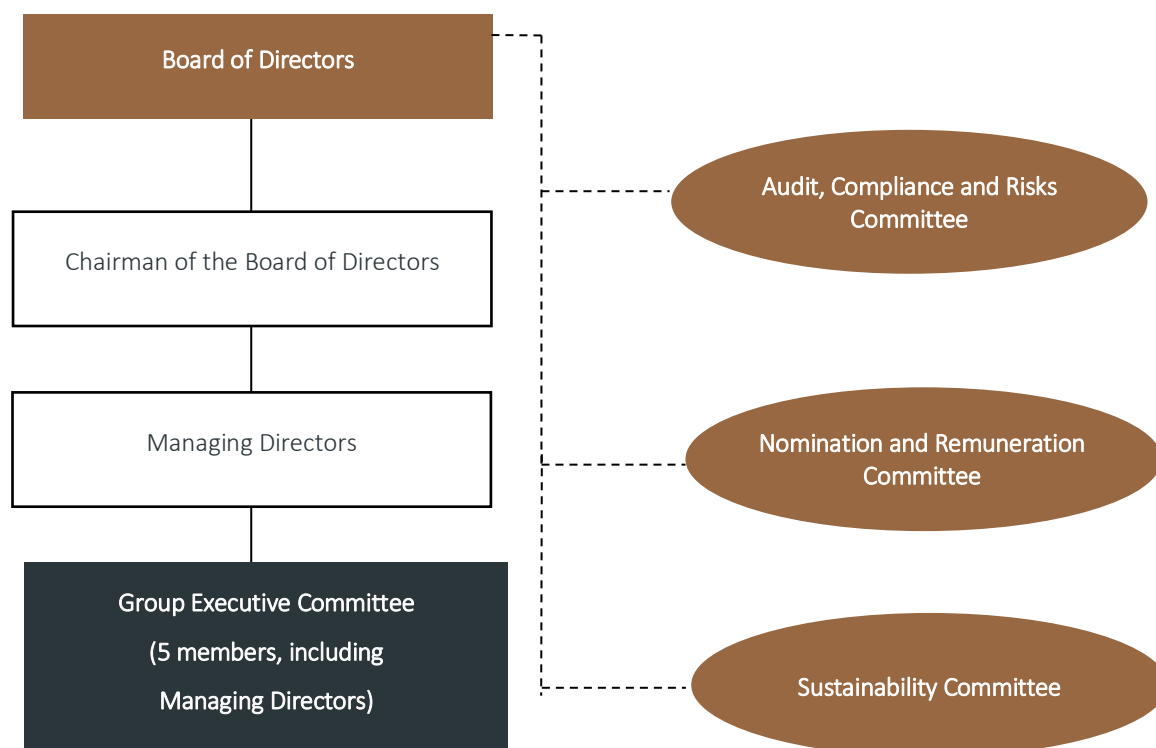 Board of Directors
Audit, Compliance and Risks
Committee
Chairman of the Board of Directors
Managing Directors
Nomination and Remuneration
Committee
Group Executive Committee
(5 members, including
Managing Directors)
Sustainability Committee